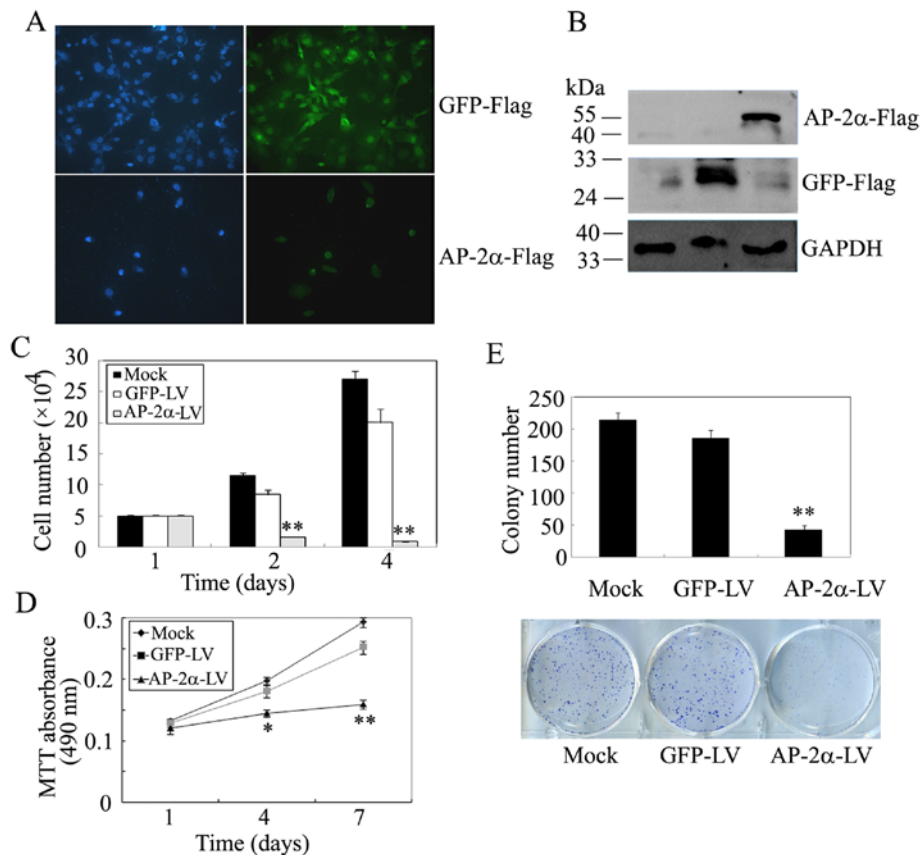 A
GFP-Flag
AP-2α-Flag
B
kDa
55
40
AP-2α-Flag
33
24
GFP-Flag
40
33
GAPDH
C
Cell number (×10⁴)
30
25
20
15
10
5
0
Mock
GFP-LV
AP-2α-LV
**
**
1
2
4
Time (days)
D
MTT absorbance
(490 nm)
0.3
0.2
0.1
0
Mock
GFP-LV
AP-2α-LV
*
**
1
4
7
Time (days)
E
Colony number
250
200
150
100
50
0
**
Mock GFP-LV AP-2α-LV
Mock GFP-LV AP-2α-LV